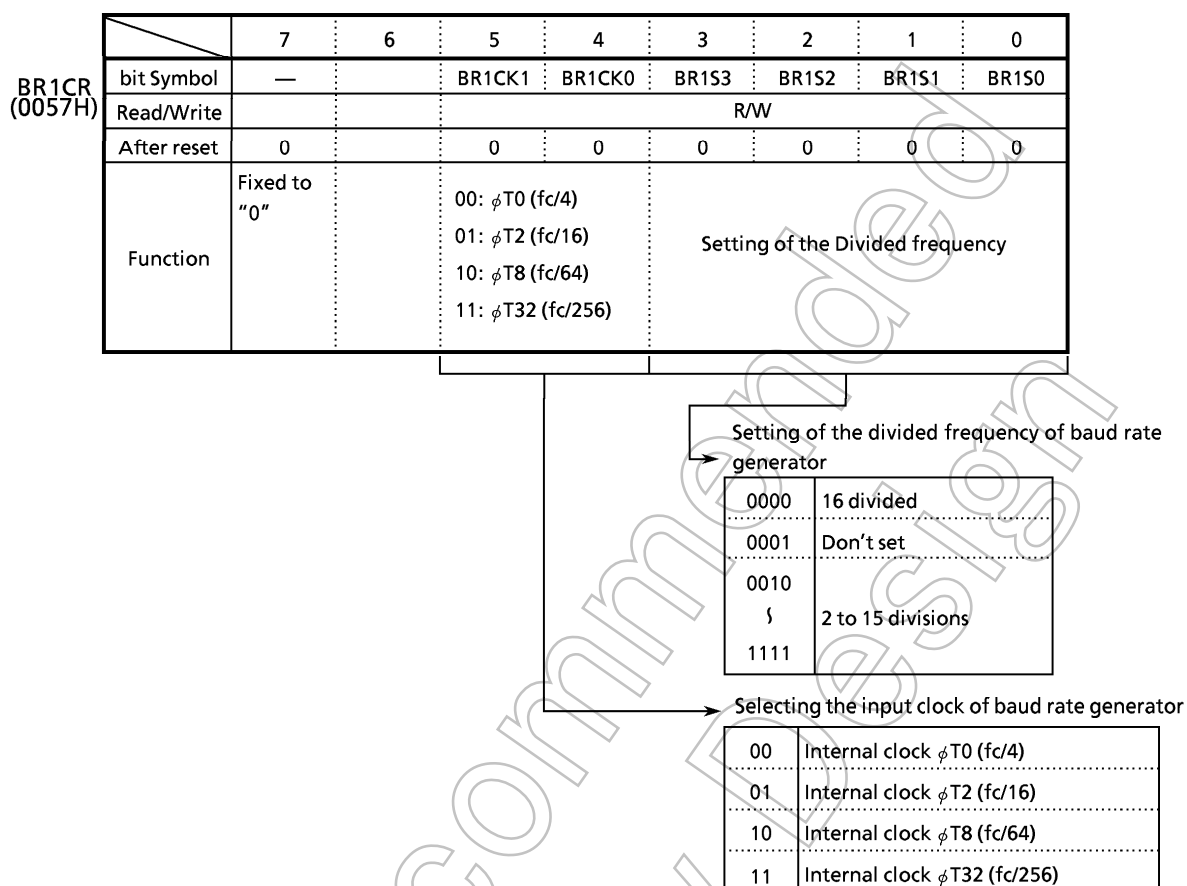 7 6 5 4 3 2 1 0
BR1CR
(0057H)
bit Symbol — BR1CK1 BR1CK0 BR1S3 BR1S2 BR1S1 BR1S0
Read/Write R/W
After reset 0 0 0 0 0 0 0
Function
Fixed to
"0"
00: φT0 (fc/4)
01: φT2 (fc/16)
10: φT8 (fc/64)
11: φT32 (fc/256)
Setting of the Divided frequency
Setting of the divided frequency of baud rate
generator
0000 16 divided
0001 Don't set
0010
~
1111
2 to 15 divisions
Selecting the input clock of baud rate generator
00 Internal clock φT0 (fc/4)
01 Internal clock φT2 (fc/16)
10 Internal clock φT8 (fc/64)
11 Internal clock φT32 (fc/256)
commended
Design